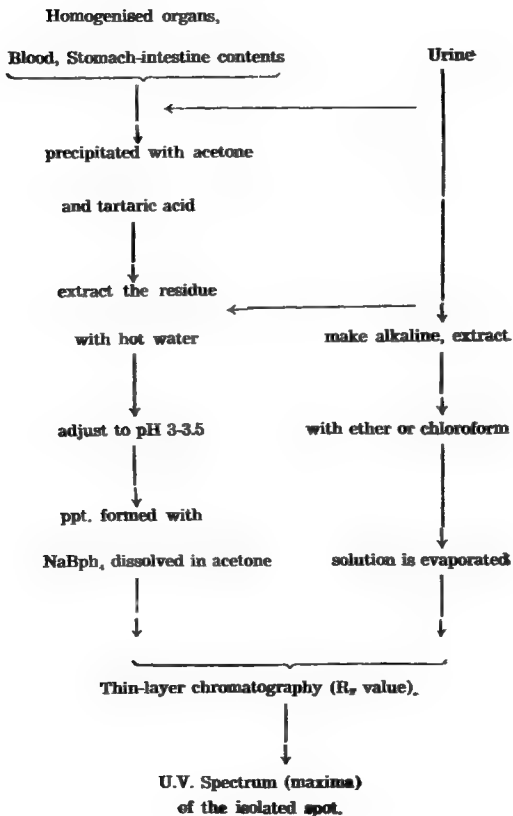 Homogenised organs,
Blood, Stomach-intestine contents
precipitated with acetone
and tartaric acid
extract the residue
with hot water
adjust to pH 3-3.5
ppt. formed with
NaBph₄, dissolved in acetone
Urine
make alkaline, extract
with ether or chloroform
solution is evaporated
Thin-layer chromatography (R_F value).
U.V. Spectrum (maxima)
of the isolated spot.